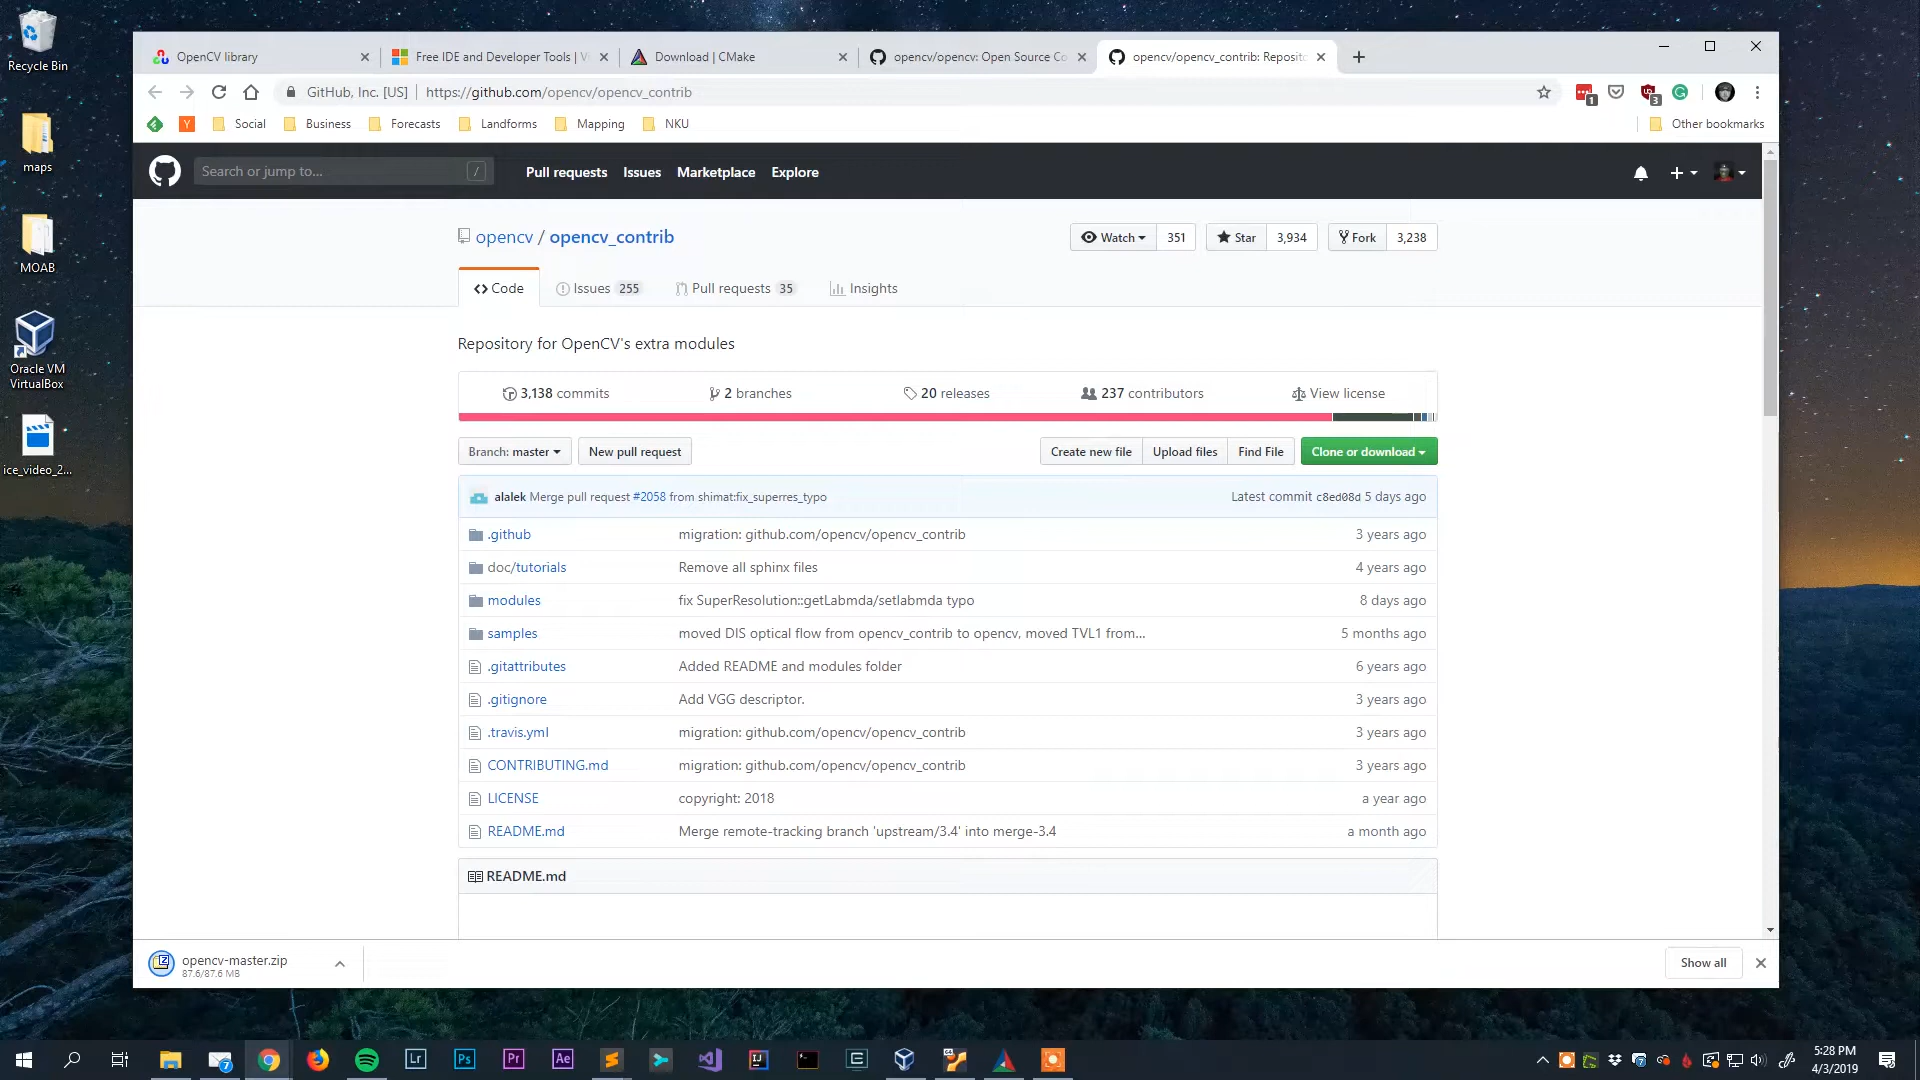 Recycle Bin
maps
MOAB
Oracle VM
VirtualBox
ice_video_2...
OpenCV library
Free IDE and Developer Tools | V
Download | CMake
opencv/opencv: Open Source Co
opencv/opencv_contrib: Reposito
GitHub, Inc. [US]
https://github.com/opencv/opencv_contrib
1
3
Social
Business
Forecasts
Landforms
Mapping
NKU
Other bookmarks
Search or jump to...
/
Pull requests
Issues
Marketplace
Explore
opencv / opencv_contrib
Watch
351
Star
3,934
Fork
3,238
Code
Issues 255
Pull requests 35
Insights
Repository for OpenCV's extra modules
3,138 commits
2 branches
20 releases
237 contributors
View license
Branch: master
New pull request
Create new file
Upload files
Find File
Clone or download
alalek Merge pull request #2058 from shimat:fix_superres_typo
Latest commit c8ed08d 5 days ago
.github
migration: github.com/opencv/opencv_contrib
3 years ago
doc/tutorials
Remove all sphinx files
4 years ago
modules
fix SuperResolution::getLabmda/setlabmda typo
8 days ago
samples
moved DIS optical flow from opencv_contrib to opencv, moved TVL1 from...
5 months ago
.gitattributes
Added README and modules folder
6 years ago
.gitignore
Add VGG descriptor.
3 years ago
.travis.yml
migration: github.com/opencv/opencv_contrib
3 years ago
CONTRIBUTING.md
migration: github.com/opencv/opencv_contrib
3 years ago
LICENSE
copyright: 2018
a year ago
README.md
Merge remote-tracking branch 'upstream/3.4' into merge-3.4
a month ago
README.md
opencv-master.zip
87.6/87.6 MB
Show all
7
Lr
Ps
Pr
Ae
IJ
5:28 PM
4/3/2019